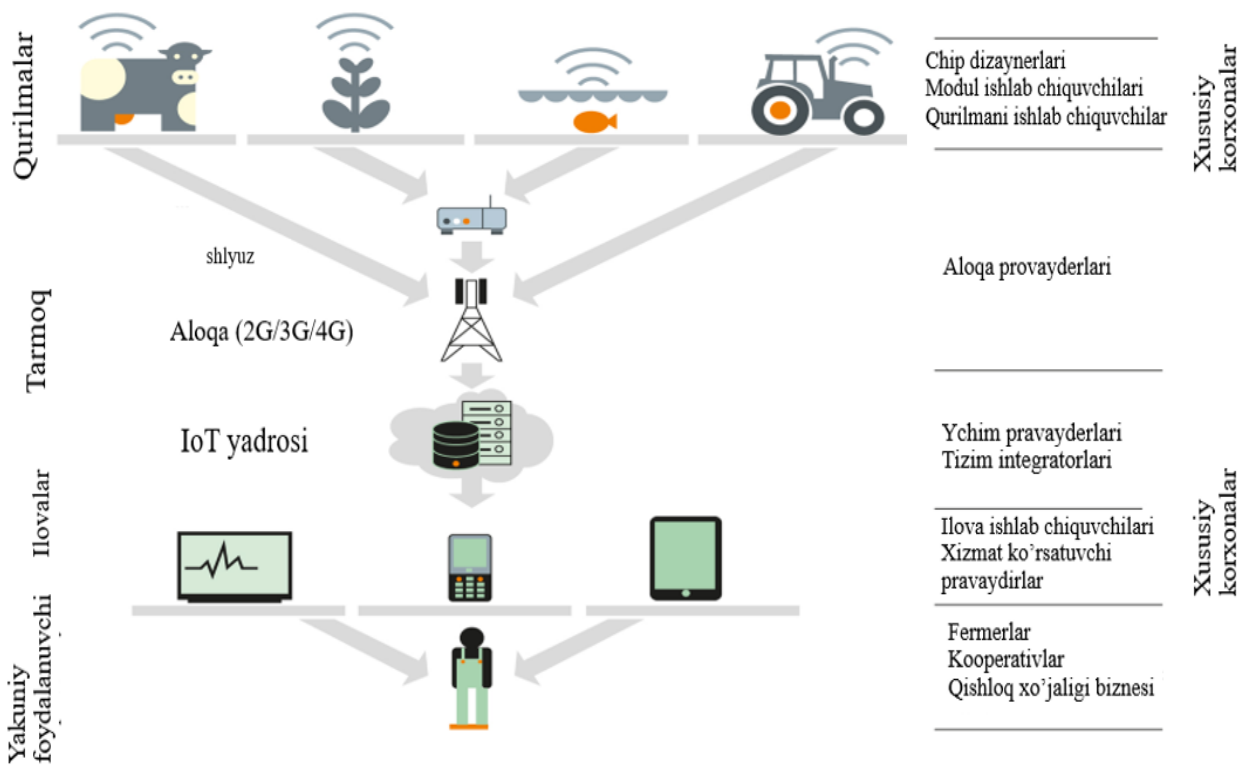 Qurilmalar
Chip dizaynerlari
Modul ishlab chiquvchilari
Qurilmani ishlab chiquvchilar
Xususiy
korxonalar
Tarmoq
shlyuz
Aloqa (2G/3G/4G)
Aloqa provayderlari
IoT yadrosi
Ychim pravayderlari
Tizim integratorlari
Ilovalar
Ilova ishlab chiquvchilari
Xizmat ko’rsatuvchi
pravaydirlar
Xususiy
korxonalar
Yakuniy
foydalanuvchi
Fermerlar
Kooperativlar
Qishloq xo’jaligi biznesi